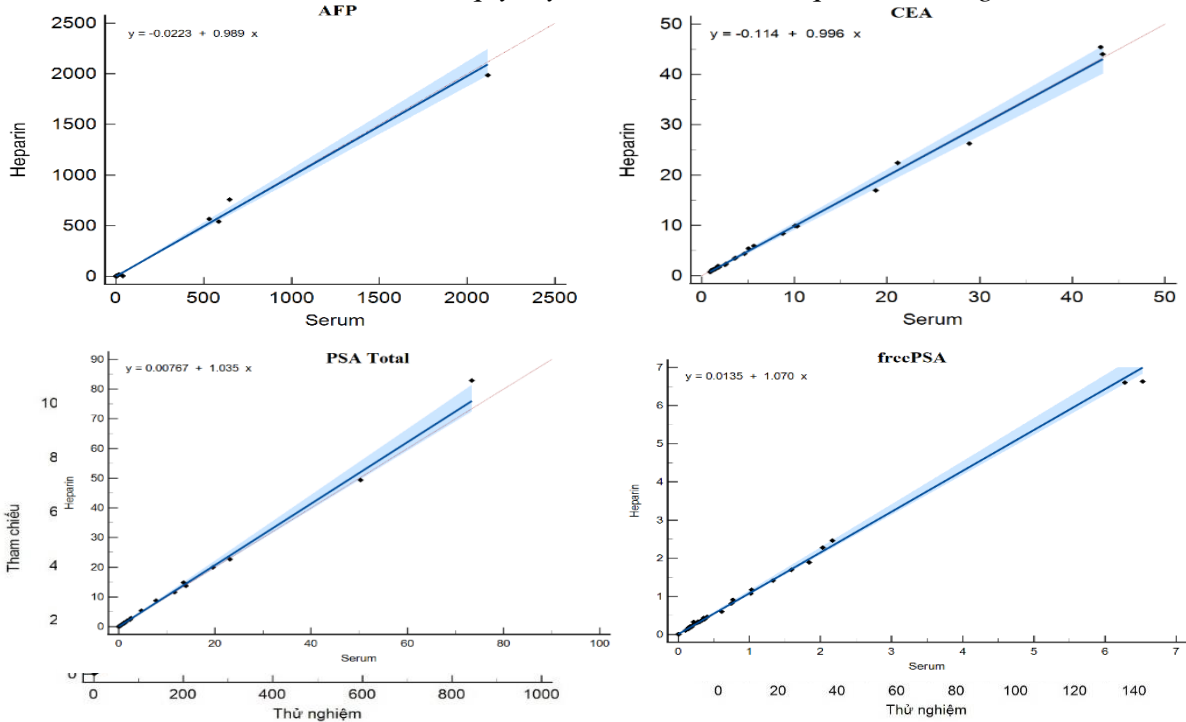 AFP
y = -0.0223 + 0.989 x
2500
2000
1500
1000
500
0
Heparin
0 500 1000 1500 2000 2500
Serum
CEA
y = -0.114 + 0.996 x
50
40
30
20
10
0
Heparin
0 10 20 30 40 50
Serum
PSA Total
y = 0.00767 + 1.035 x
90
80
70
60
50
40
30
20
10
0
Heparin
0 20 40 60 80 100
Serum
10
8
6
4
2
0
Tham chiếu
0 200 400 600 800 1000
Thử nghiệm
freePSA
y = 0.0135 + 1.070 x
7
6
5
4
3
2
1
0
Heparin
0 1 2 3 4 5 6 7
Serum
0 20 40 60 80 100 120 140
Thử nghiệm